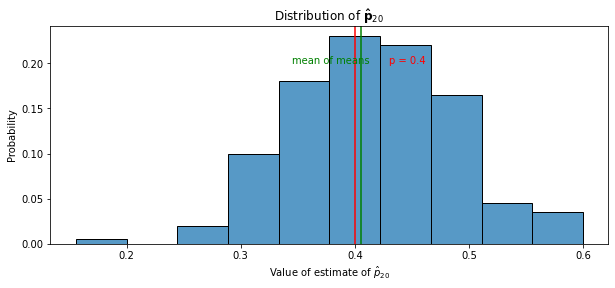 Distribution of p̂₂₀
Probability
0.20
0.15
0.10
0.05
0.00
mean of means
p = 0.4
0.2 0.3 0.4 0.5 0.6
Value of estimate of p̂₂₀